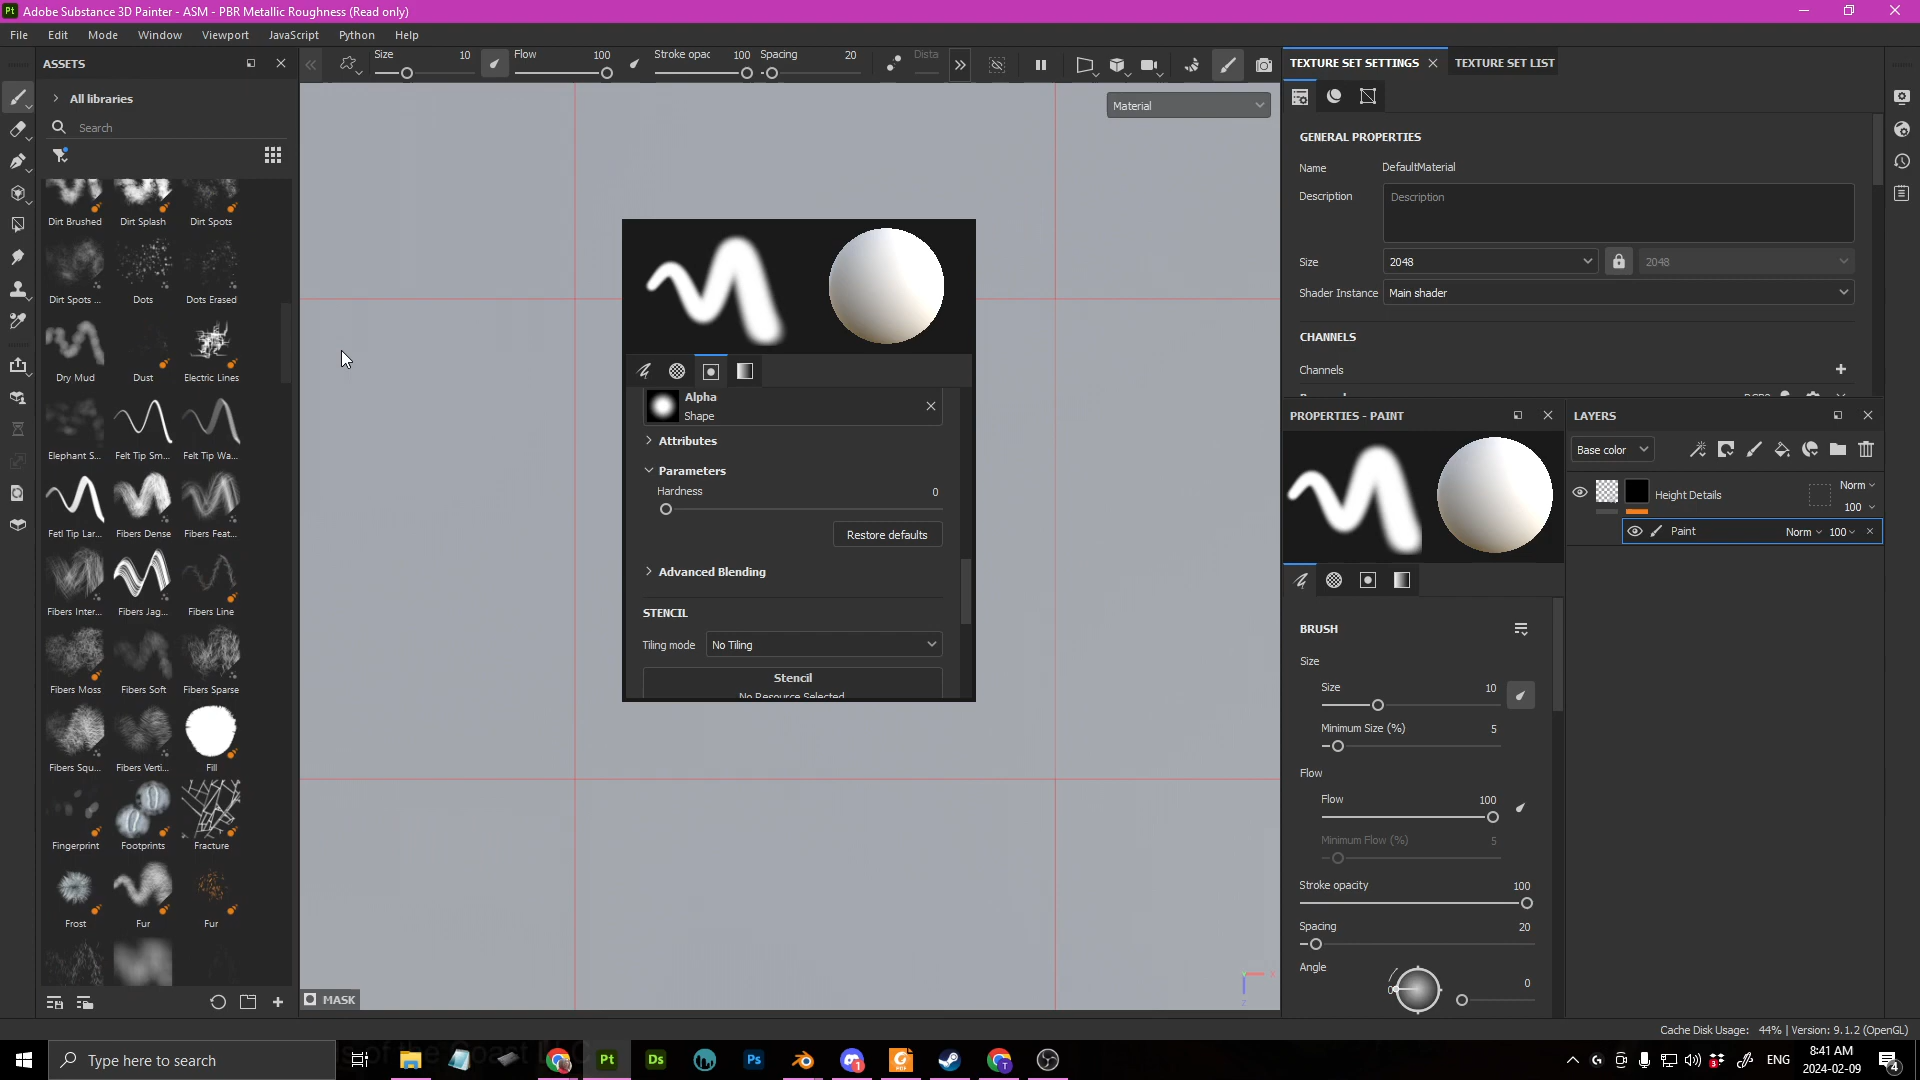 Adobe Substance 3D Painter - ASM - PBR Metallic Roughness (Read only)
File Edit Mode Window Viewport JavaScript Python Help
ASSETS
Size 10 Flow 100 Stroke opac 100 Spacing 20 Dista
TEXTURE SET SETTINGS
TEXTURE SET LIST
All libraries
Search
Material
Dirt Brushed Dirt Splash Dirt Spots
Dirt Spots ... Dots Dots Erased
Dry Mud Dust Electric Lines
Elephant S... Felt Tip Sm... Felt Tip Wa...
Fetl Tip Lar... Fibers Dense Fibers Feat...
Fibers Inter... Fibers Jag... Fibers Line
Fibers Moss Fibers Soft Fibers Sparse
Fibers Squ... Fibers Verti... Fill
Fingerprint Footprints Fracture
Frost Fur Fur
Alpha
Shape
Attributes
Parameters
Hardness 0
Restore defaults
Advanced Blending
STENCIL
Tiling mode No Tiling
Stencil
No Resource Selected
MASK
GENERAL PROPERTIES
Name DefaultMaterial
Description Description
Size 2048 2048
Shader Instance Main shader
CHANNELS
Channels
PROPERTIES - PAINT
BRUSH
Size
Size 10
Minimum Size (%) 5
Flow
Flow 100
Minimum Flow (%) 5
Stroke opacity 100
Spacing 20
Angle 0
LAYERS
Base color
Height Details Norm 100
Paint Norm 100
Cache Disk Usage: 44% | Version: 9.1.2 (OpenGL)
Type here to search
ENG
8:41 AM
2024-02-09